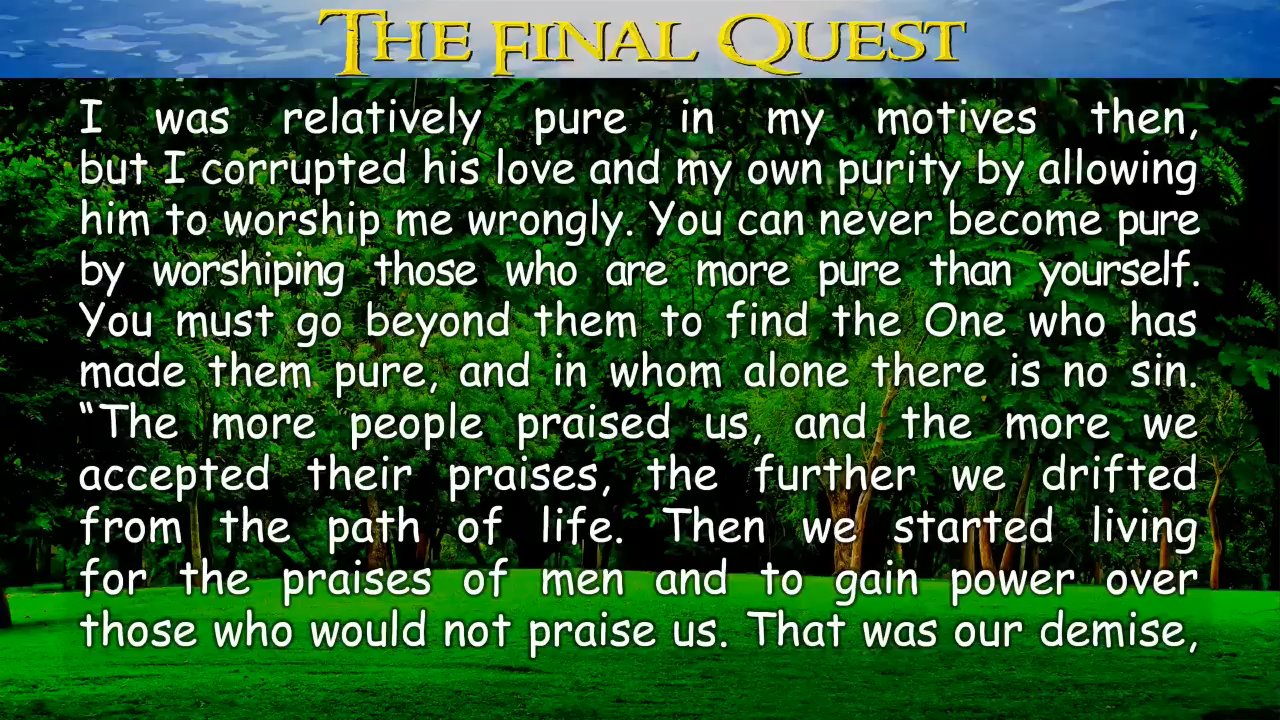 The Final Quest
I was relatively pure in my motives then,
but I corrupted his love and my own purity by allowing
him to worship me wrongly. You can never become pure
by worshiping those who are more pure than yourself.
You must go beyond them to find the One who has
made them pure, and in whom alone there is no sin.
“The more people praised us, and the more we
accepted their praises, the further we drifted
from the path of life. Then we started living
for the praises of men and to gain power over
those who would not praise us. That was our demise,